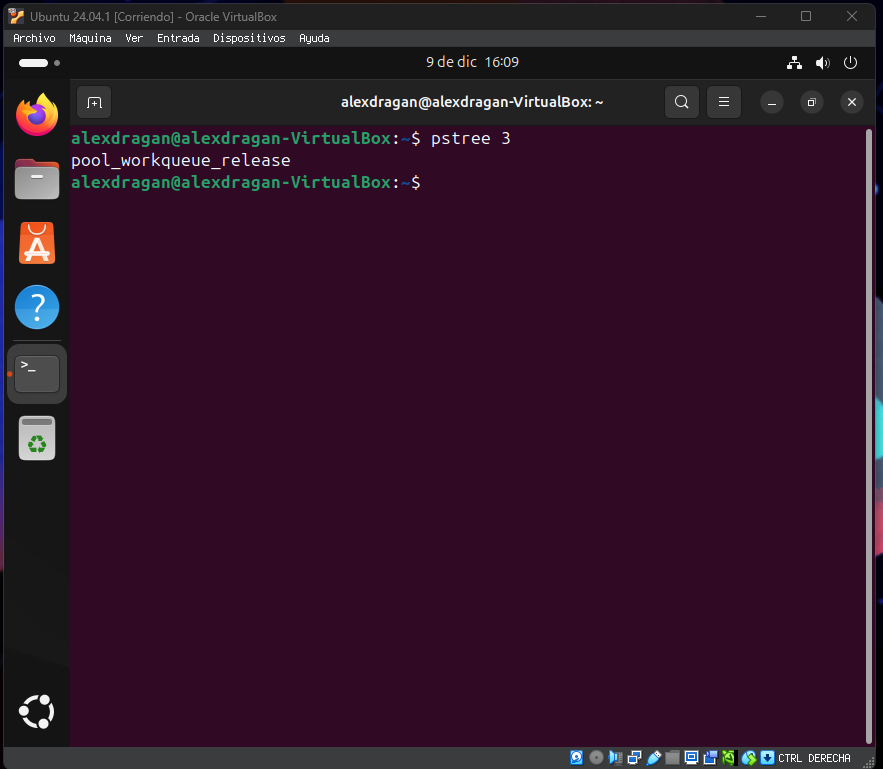 Ubuntu 24.04.1 [Corriendo] - Oracle VirtualBox
Archivo Máquina Ver Entrada Dispositivos Ayuda
9 de dic 16:09
alexdragan@alexdragan-VirtualBox: ~
alexdragan@alexdragan-VirtualBox:~$ pstree 3
pool_workqueue_release
alexdragan@alexdragan-VirtualBox:~$
CTRL DERECHA